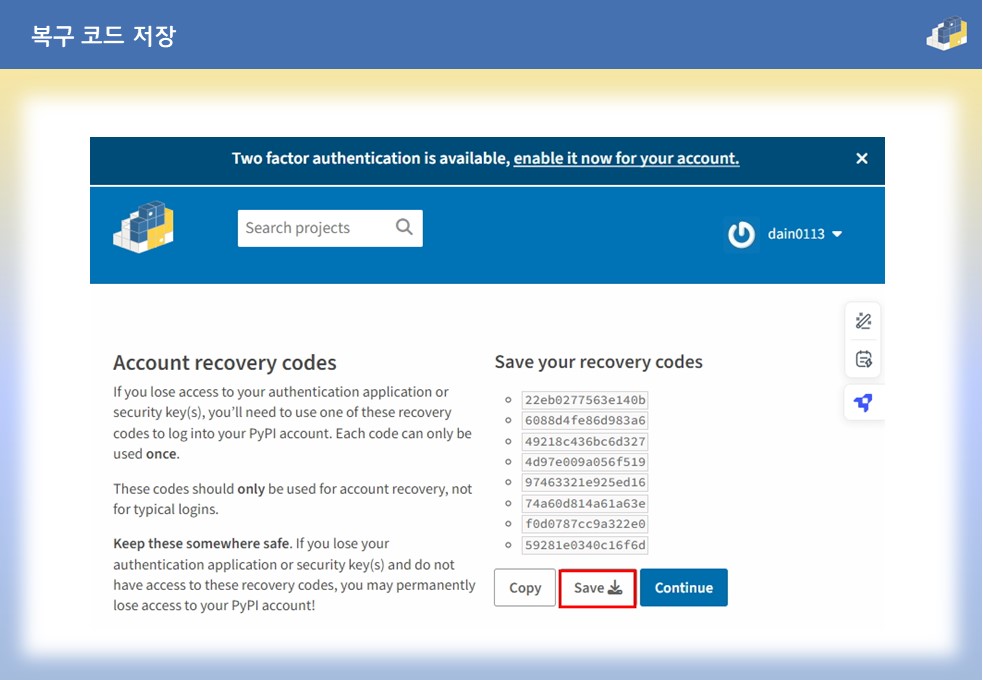 복구 코드 저장
Two factor authentication is available, enable it now for your account.
Search projects
dain0113
Account recovery codes
If you lose access to your authentication application or
security key(s), you’ll need to use one of these recovery
codes to log into your PyPI account. Each code can only be
used once.
These codes should only be used for account recovery, not
for typical logins.
Keep these somewhere safe. If you lose your
authentication application or security key(s) and do not
have access to these recovery codes, you may permanently
lose access to your PyPI account!
Save your recovery codes
22eb0277563e140b
6088d4fe86d983a6
49218c436bc6d327
4d97e009a056f519
97463321e925ed16
74a60d814a61a63e
f0d0787cc9a322e0
59281e0340c16f6d
Copy
Save
Continue